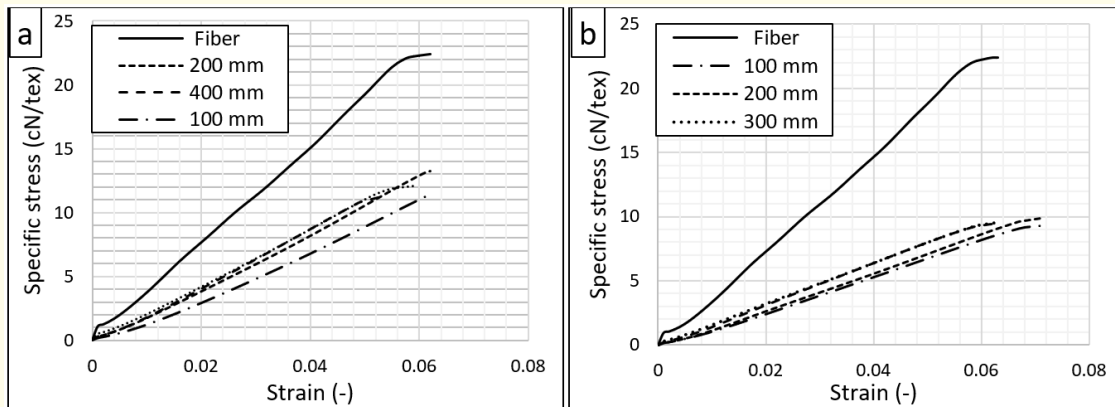 a
Fiber
200 mm
400 mm
100 mm
Specific stress (cN/tex)
25
20
15
10
5
0
0 0.02 0.04 0.06 0.08
Strain (-)
b
Fiber
100 mm
200 mm
300 mm
Specific stress (cN/tex)
25
20
15
10
5
0
0 0.02 0.04 0.06 0.08
Strain (-)